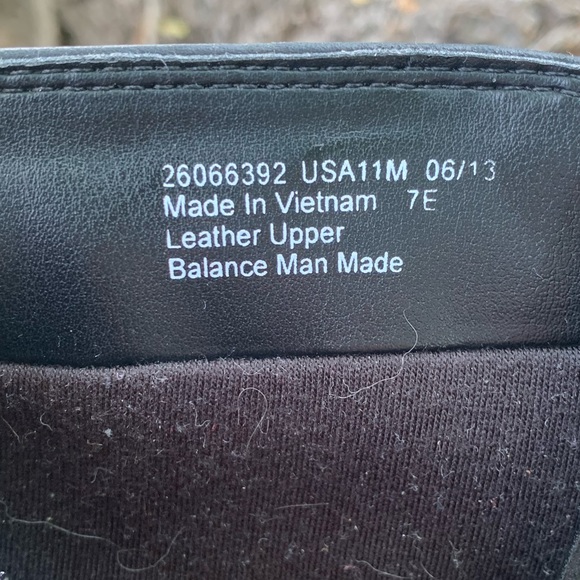 26066392 USA11M 06/13
Made In Vietnam 7E
Leather Upper
Balance Man Made